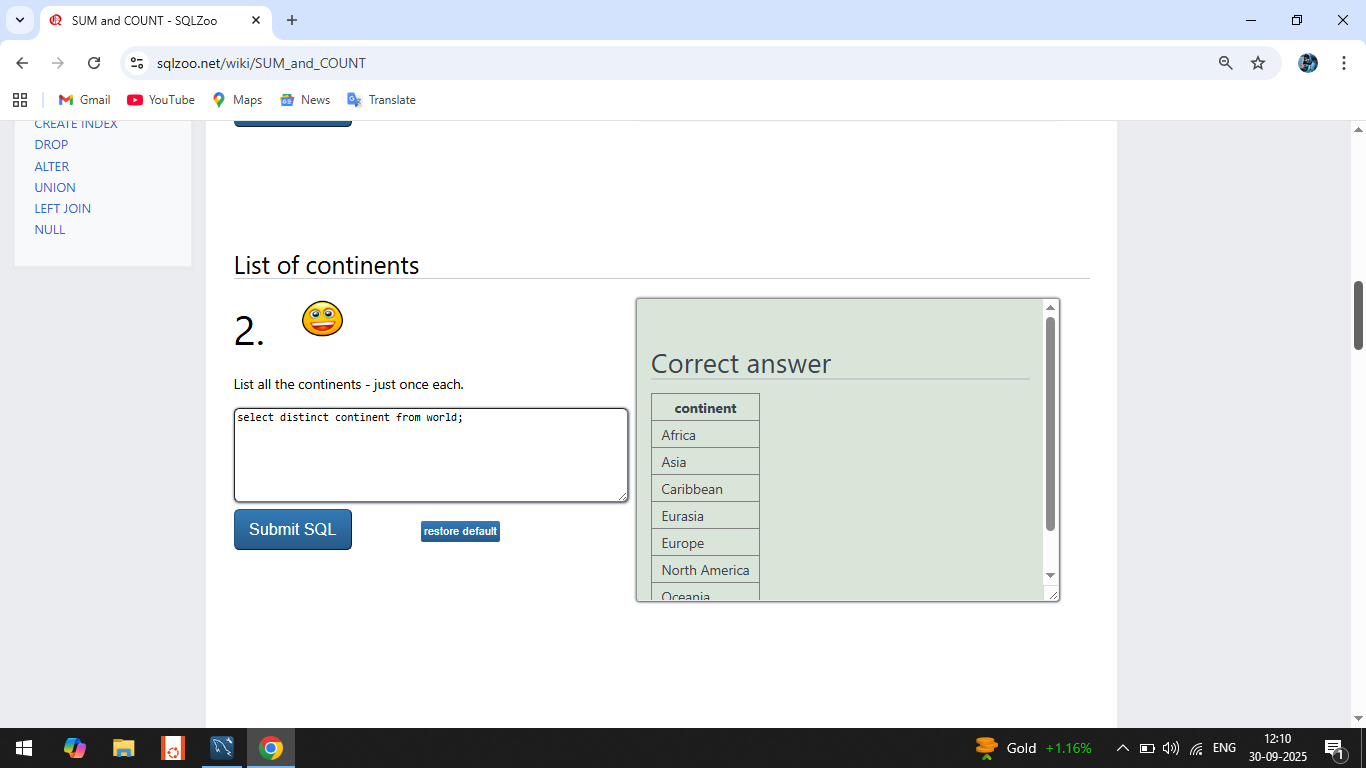 SUM and COUNT - SQLZoo
sqlzoo.net/wiki/SUM_and_COUNT
Gmail
YouTube
Maps
News
Translate
CREATE INDEX
DROP
ALTER
UNION
LEFT JOIN
NULL
List of continents
2.
List all the continents - just once each.
select distinct continent from world;
Submit SQL
restore default
Correct answer
continent
Africa
Asia
Caribbean
Eurasia
Europe
North America
Oceania
Gold +1.16%
ENG
12:10
30-09-2025
1